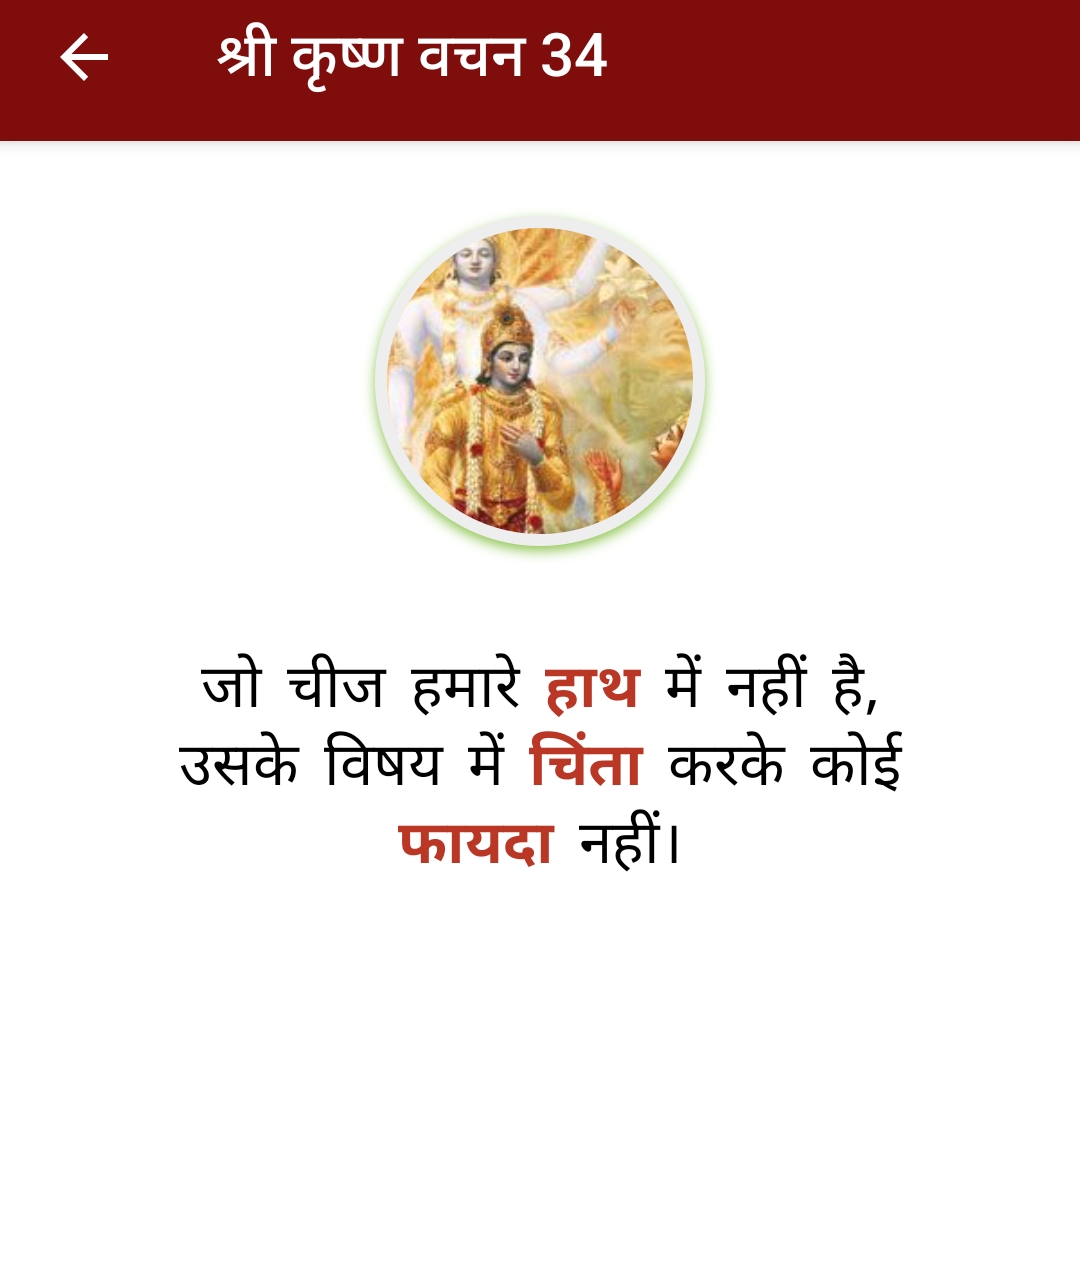 श्री कृष्ण वचन 34
जो चीज हमारे हाथ में नहीं है,
उसके विषय में चिंता करके कोई
फायदा नहीं।